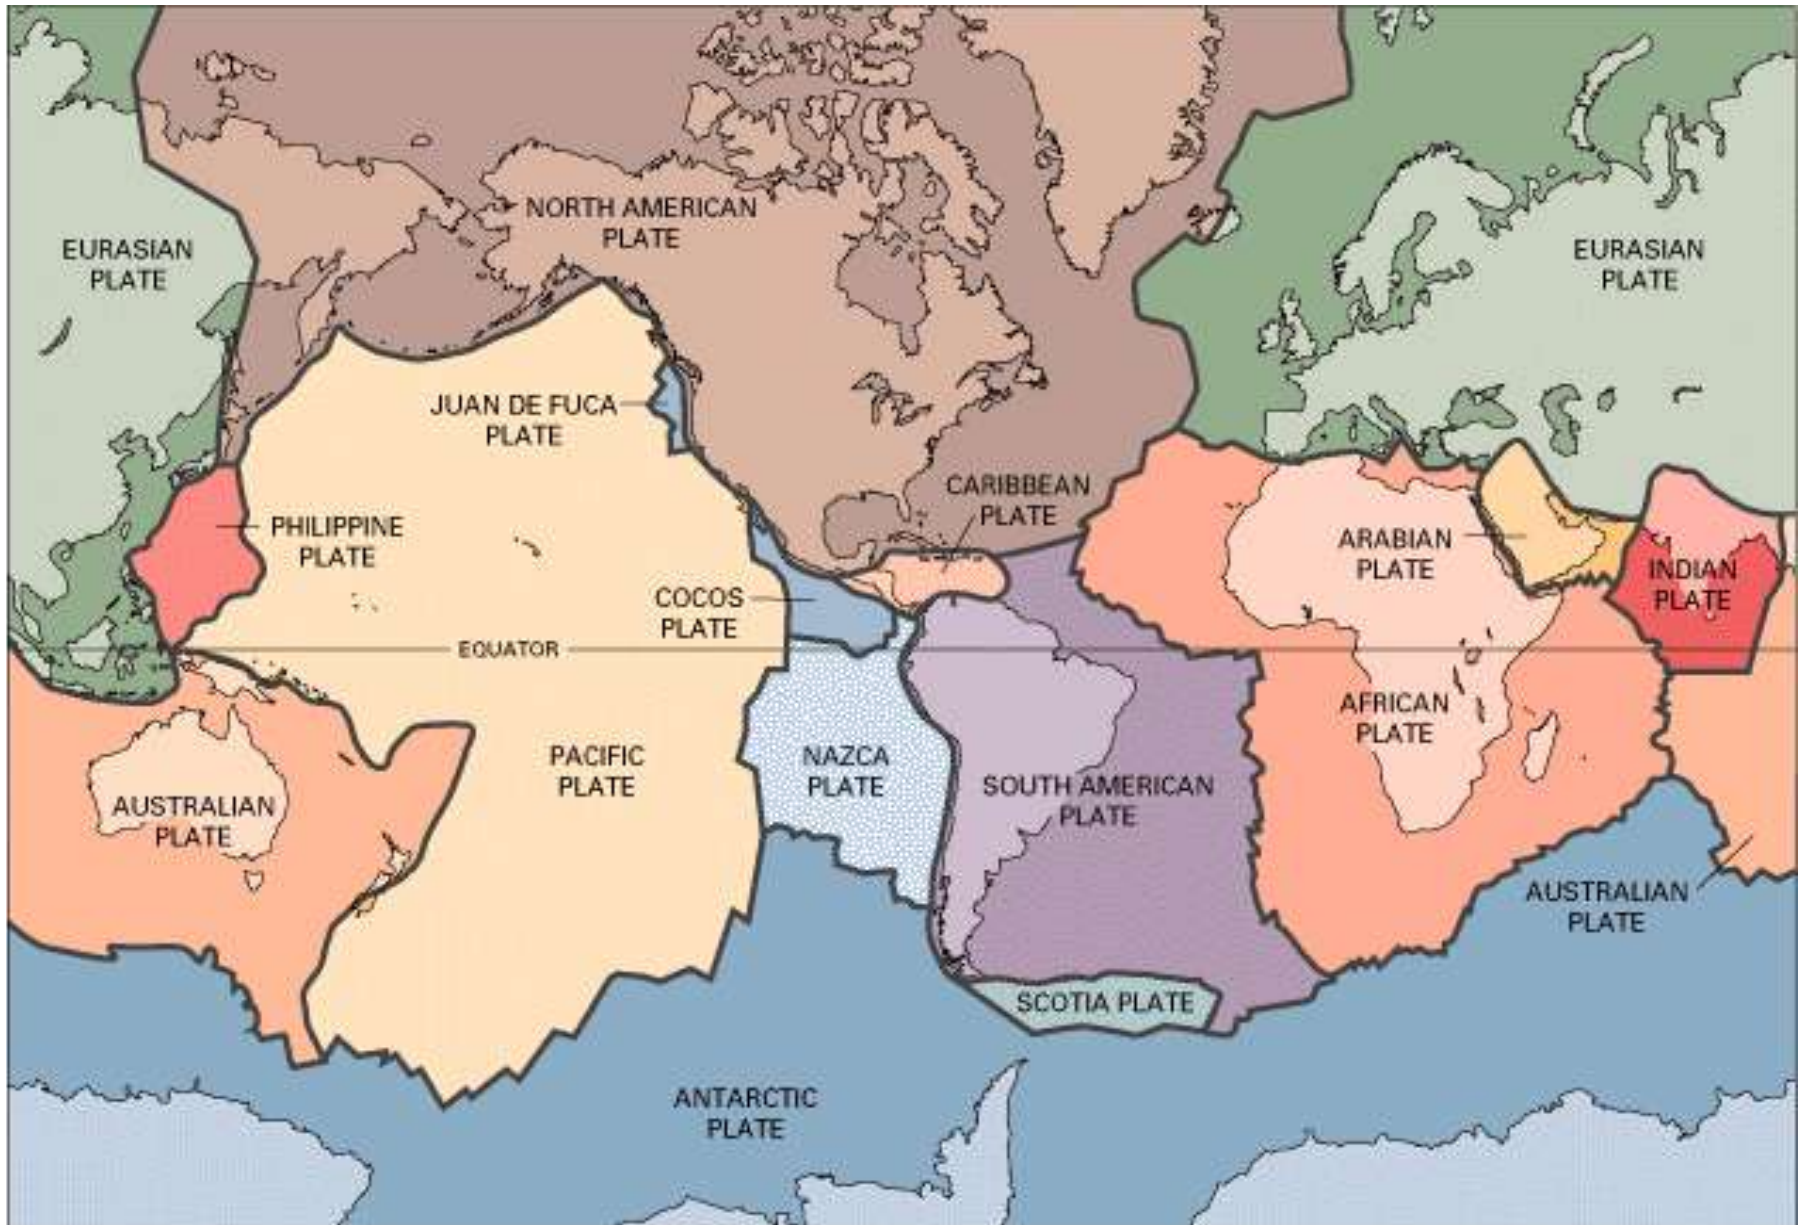 NORTH AMERICAN
PLATE
EURASIAN
PLATE
EURASIAN
PLATE
JUAN DE FUCA
PLATE
CARIBBEAN
PLATE
PHILIPPINE
PLATE
ARABIAN
PLATE
INDIAN
PLATE
COCOS
PLATE
EQUATOR
AFRICAN
PLATE
PACIFIC
PLATE
NAZCA
PLATE
SOUTH AMERICAN
PLATE
AUSTRALIAN
PLATE
AUSTRALIAN
PLATE
SCOTIA PLATE
ANTARCTIC
PLATE